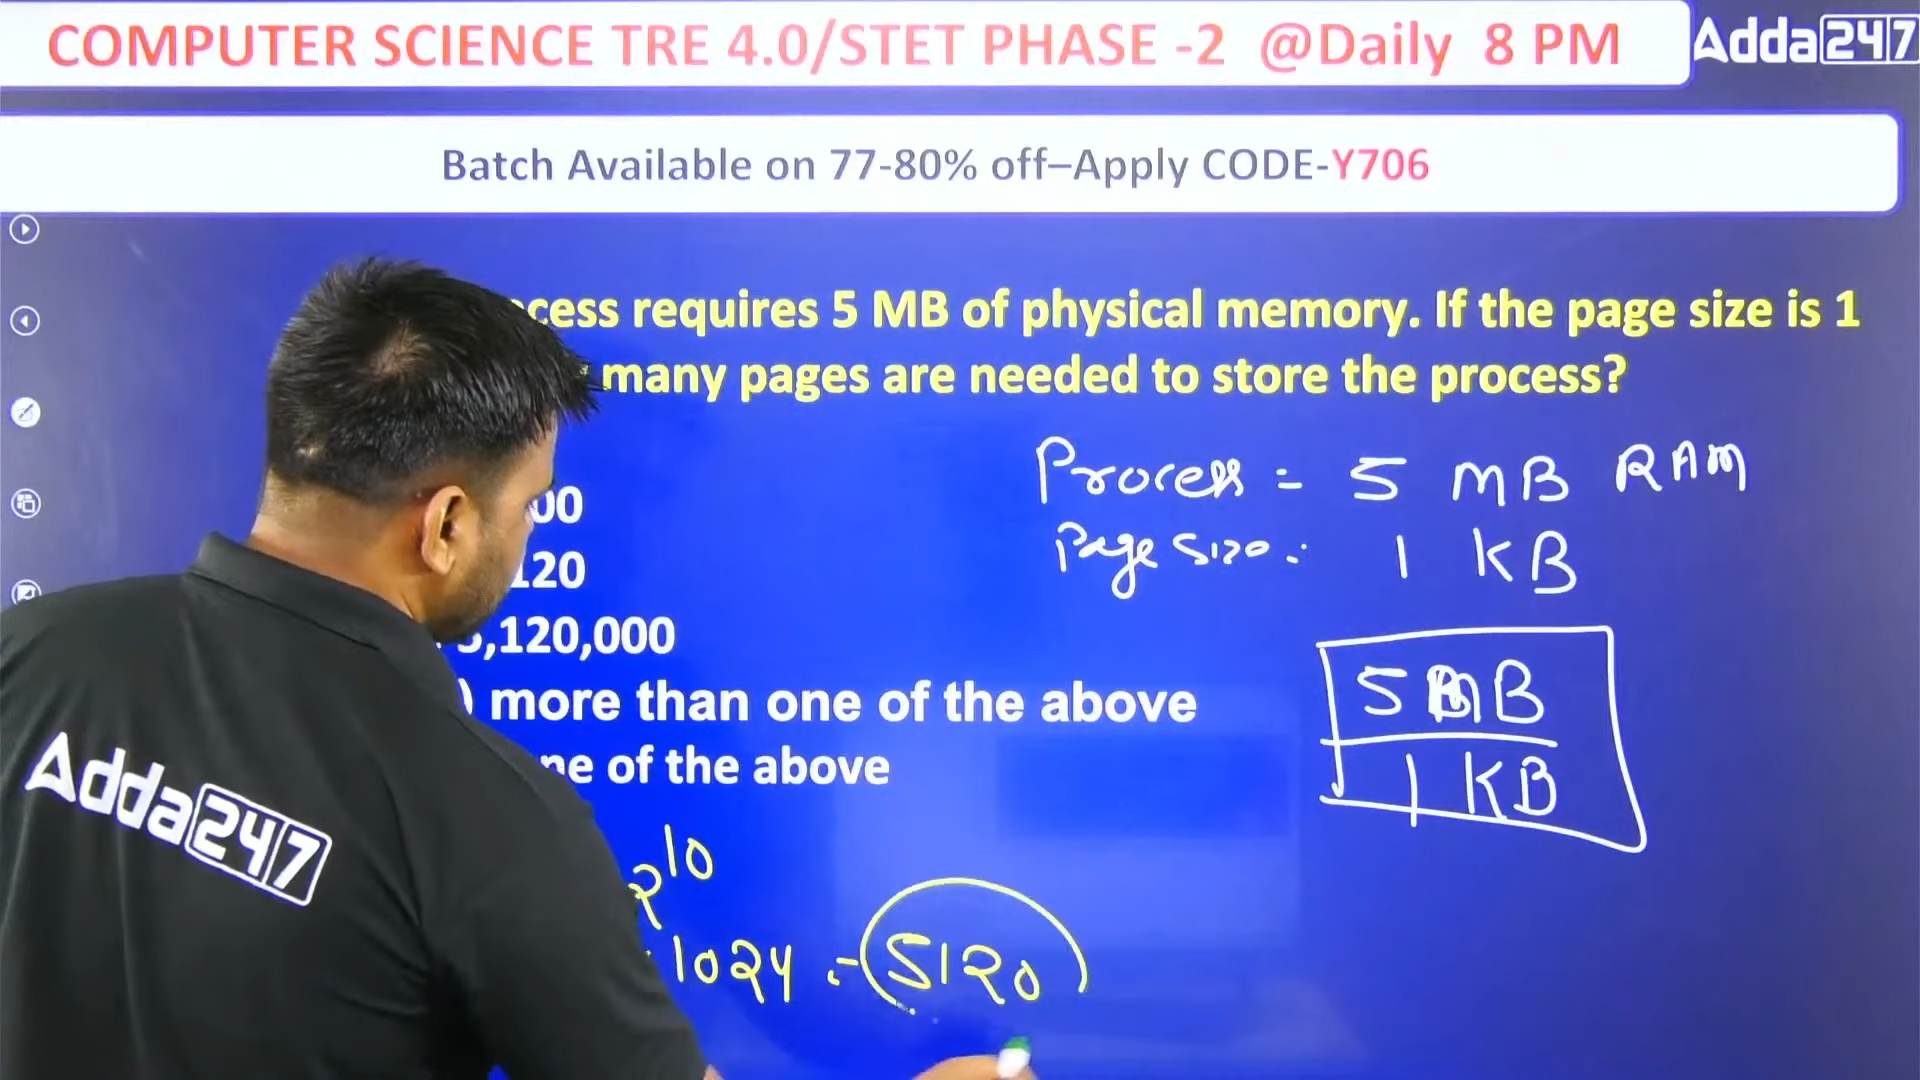 COMPUTER SCIENCE TRE 4.0/STET PHASE -2 @Daily 8 PM
Adda247
Batch Available on 77-80% off–Apply CODE-Y706
cess requires 5 MB of physical memory. If the page size is 1
many pages are needed to store the process?
Process = 5 MB RAM
00
Page Size : 1 KB
120
5,120,000
) more than one of the above
5 MB
ne of the above
1 KB
Adda247
2^10
1024 = 5120